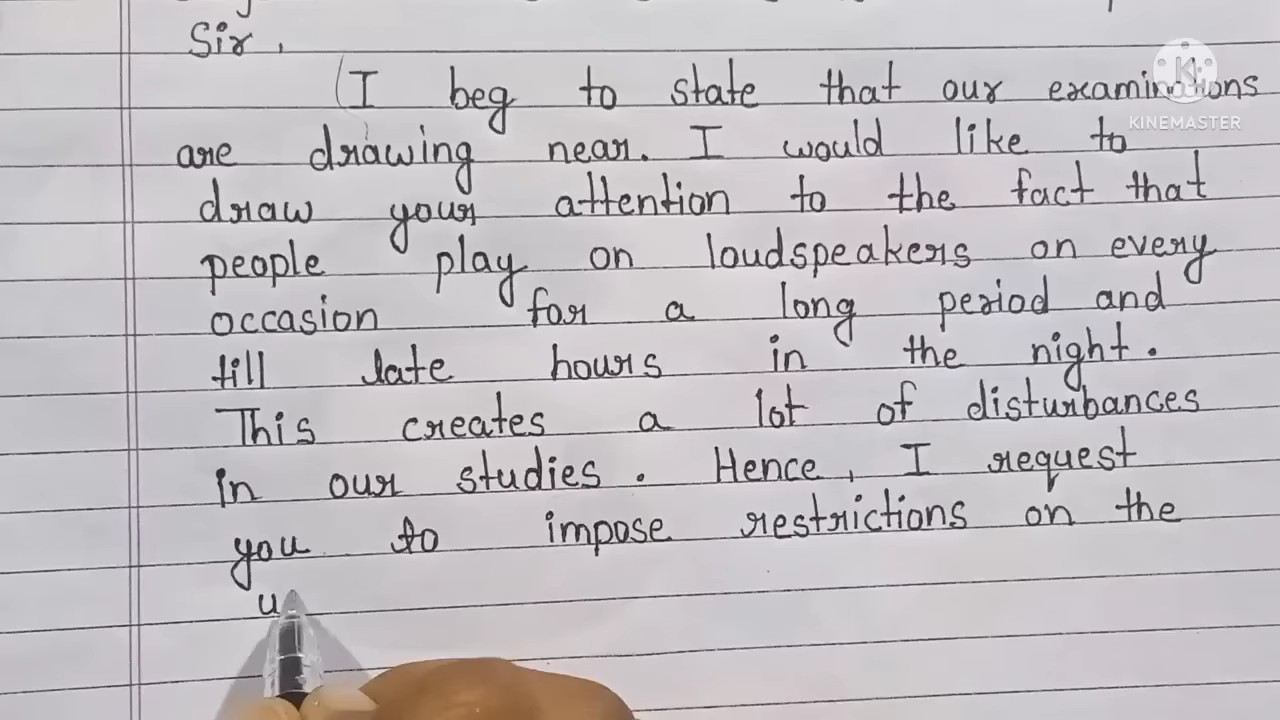 Sir,
I beg to state that our examinations
are drawing near. I would like to
draw your attention to the fact that
people play on loudspeakers on every
occasion for a long period and
till late hours in the night.
This creates a lot of disturbances
in our studies. Hence, I request
you to impose restrictions on the
u
KINEMASTER